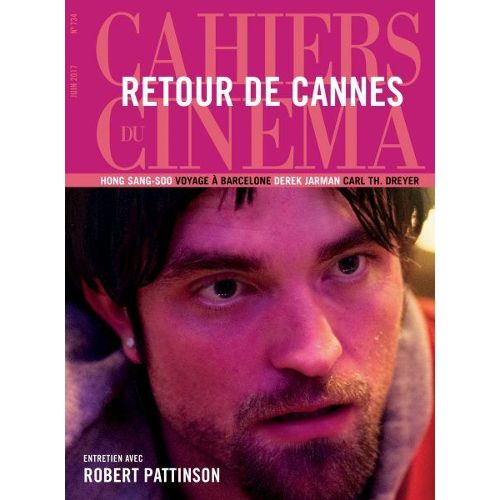 N° 734
JUIN 2017
CAHIERS
RETOUR DE CANNES
DU
CINEMA
HONG SANG-SOO VOYAGE À BARCELONE DEREK JARMAN CARL TH. DREYER
ENTRETIEN AVEC
ROBERT PATTINSON